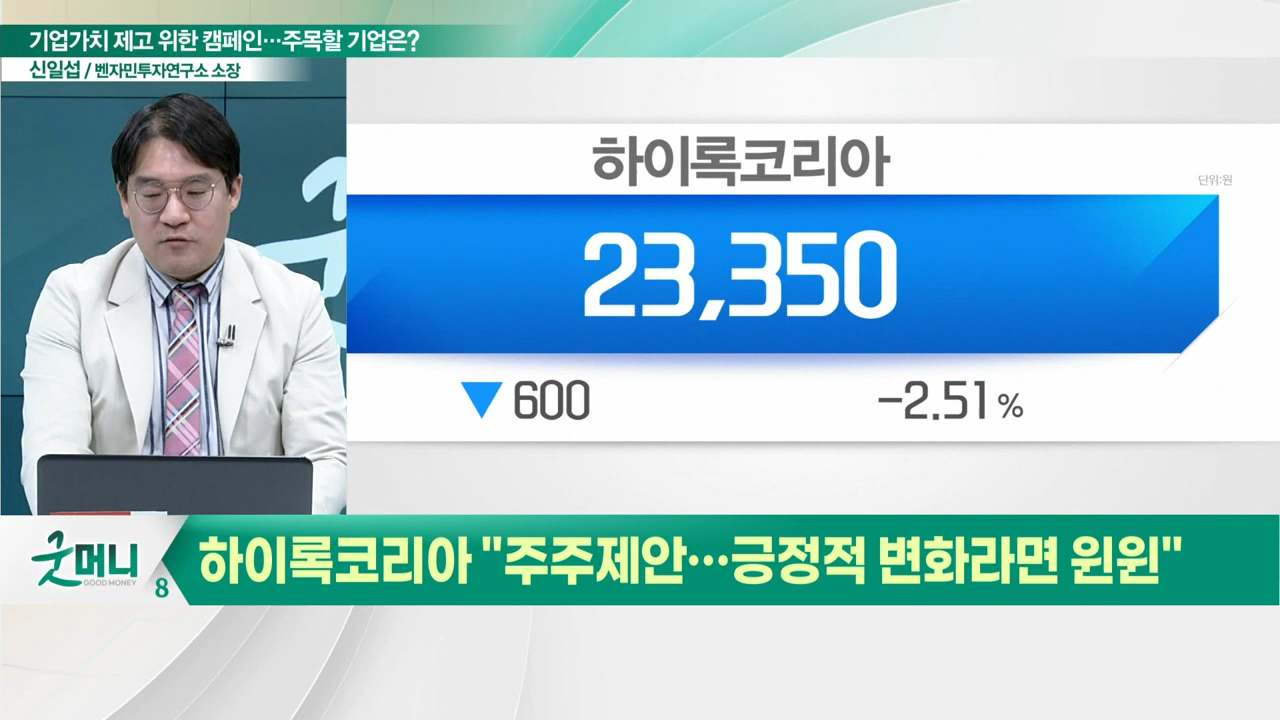 기업가치 제고 위한 캠페인…주목할 기업은?
신일섭 / 벤자민투자연구소 소장
하이록코리아
단위:원
23,350
▼600 -2.51%
하이록코리아 "주주제안…긍정적 변화라면 윈윈"
굿머니
GOOD MONEY
8